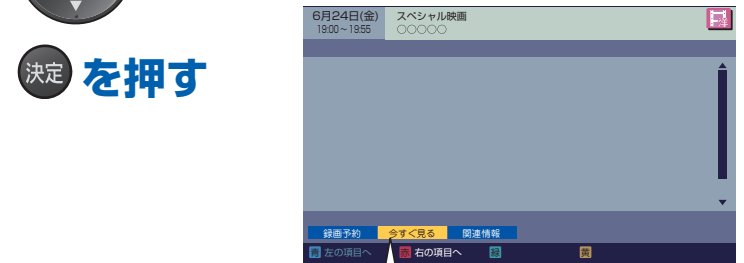 決定 を押す
6月24日(金) スペシャル映画
19:00～19:55 ○○○○○
録画予約 今すぐ見る 関連情報
青 左の項目へ 赤 右の項目へ 緑 黄